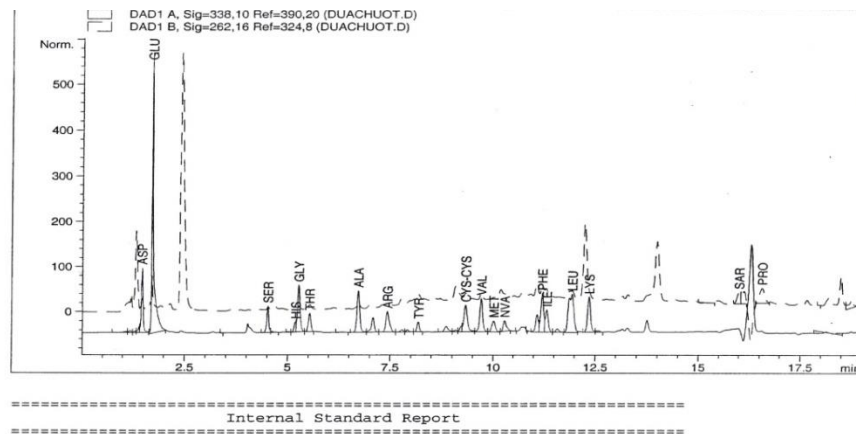 DAD1 A, Sig=338,10 Ref=390,20 (DUACHUOT.D)
DAD1 B, Sig=262,16 Ref=324,8 (DUACHUOT.D)
Norm.
500
400
300
200
100
0
ASP
GLU
SER
HIS
GLY
THR
ALA
ARG
TYR
CYS-CYS
VAL
MET
NVA
PHE
ILE
LEU
LYS
SAR
PRO
2.5 5 7.5 10 12.5 15 17.5 min
=====================================================================
Internal Standard Report
=====================================================================